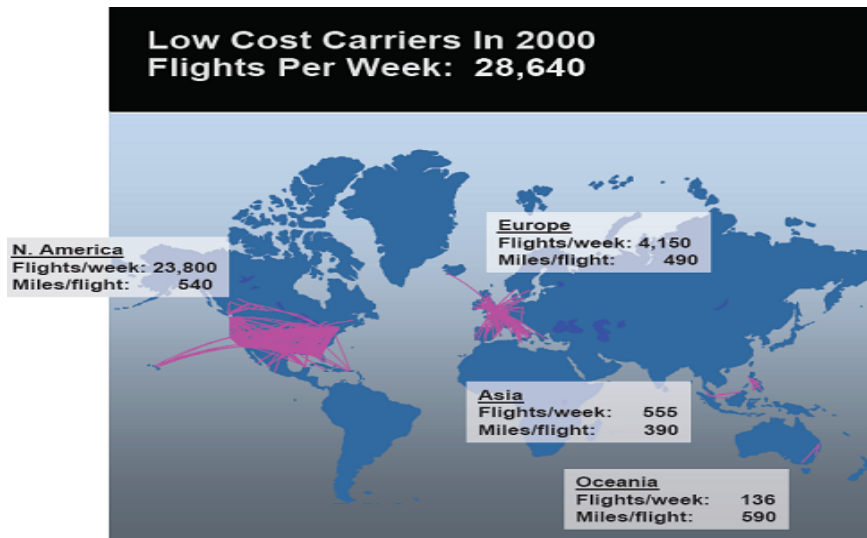 Low Cost Carriers In 2000
Flights Per Week: 28,640
N. America
Flights/week: 23,800
Miles/flight: 540
Europe
Flights/week: 4,150
Miles/flight: 490
Asia
Flights/week: 555
Miles/flight: 390
Oceania
Flights/week: 136
Miles/flight: 590